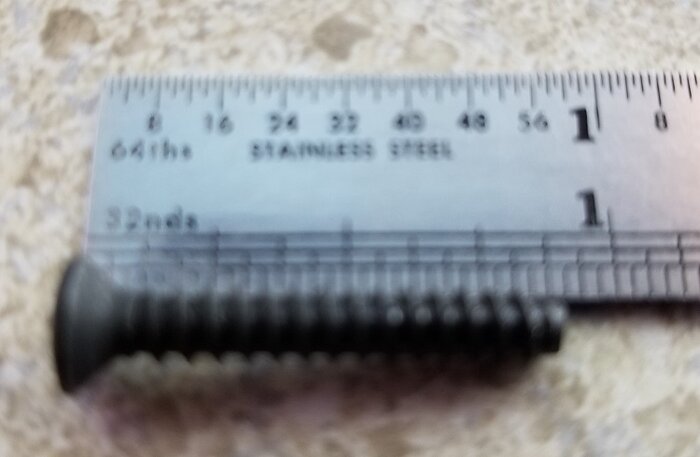 8 16 24 32 40 48 56 1 8
64ths STAINLESS STEEL
32nds 1